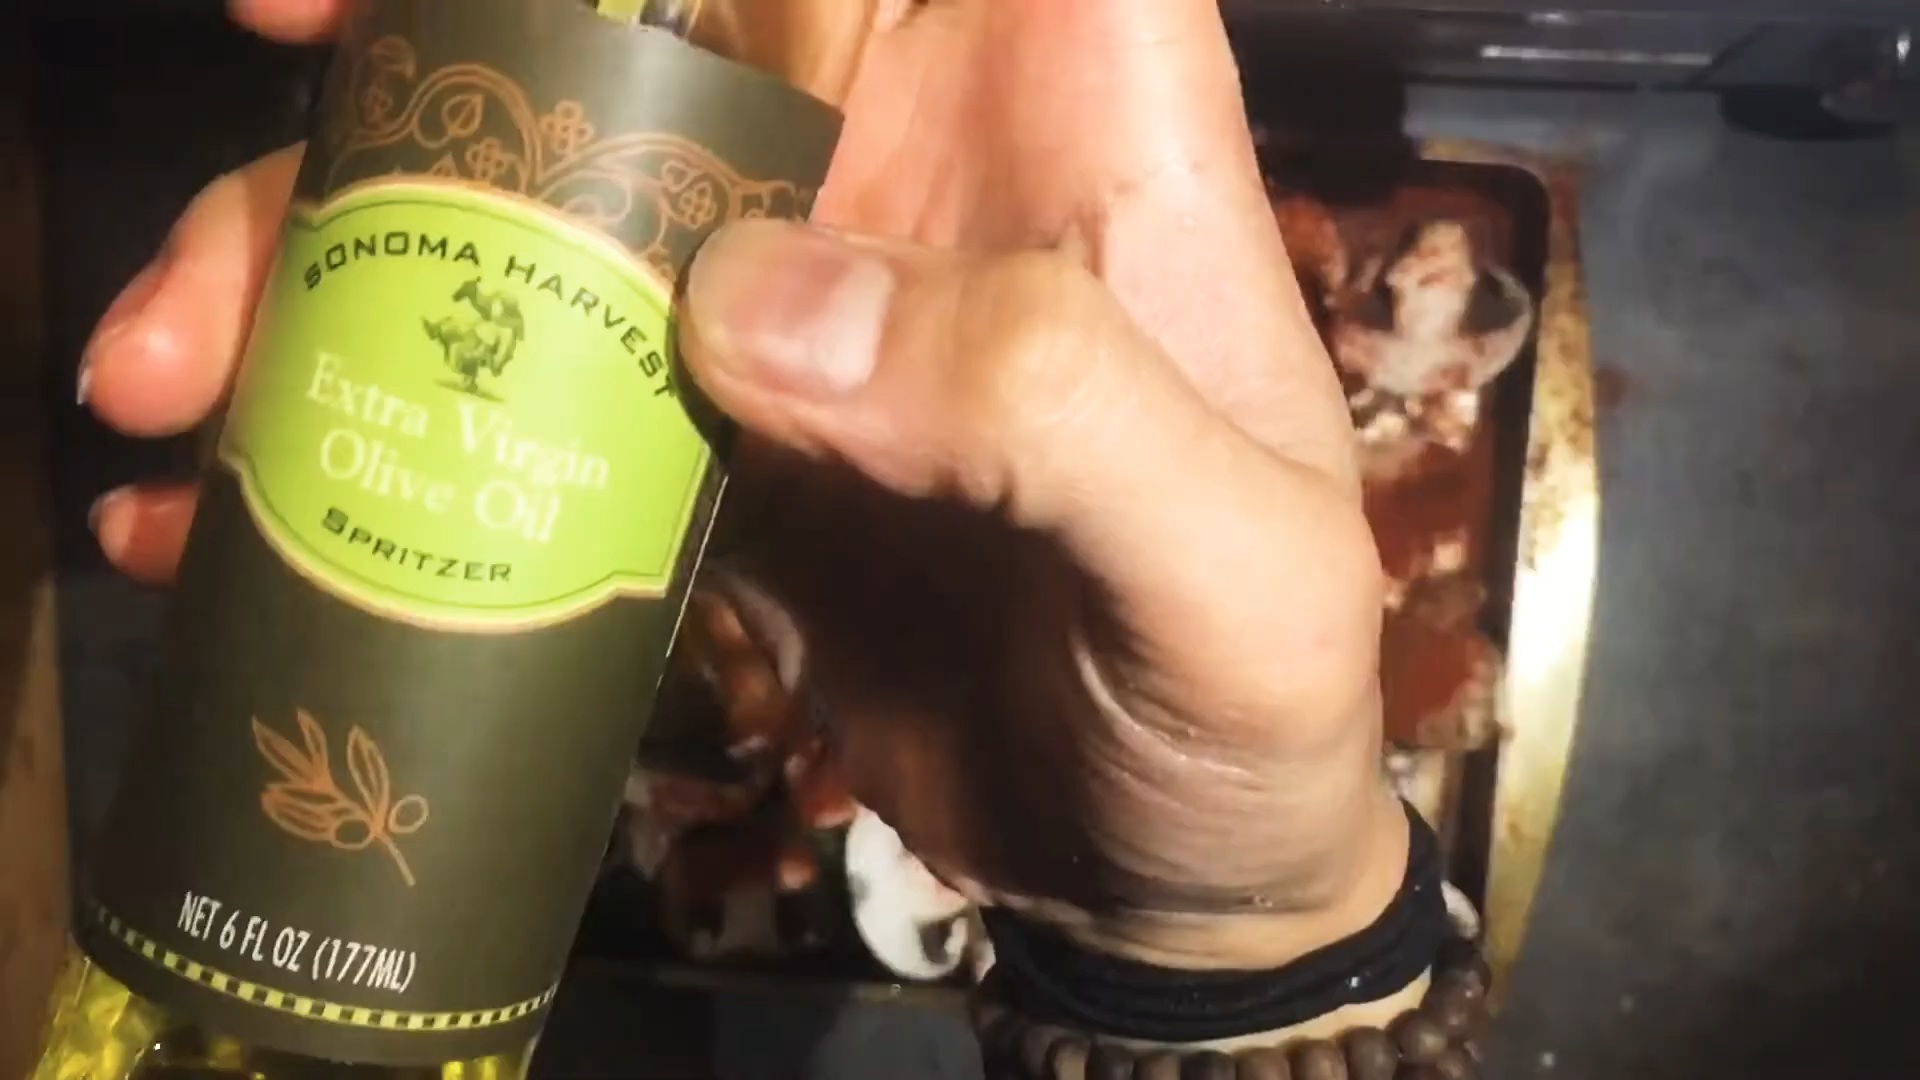 SONOMA HARVEST
Extra Virgin
Olive Oil
SPRITZER
NET 6 FL OZ (177ML)